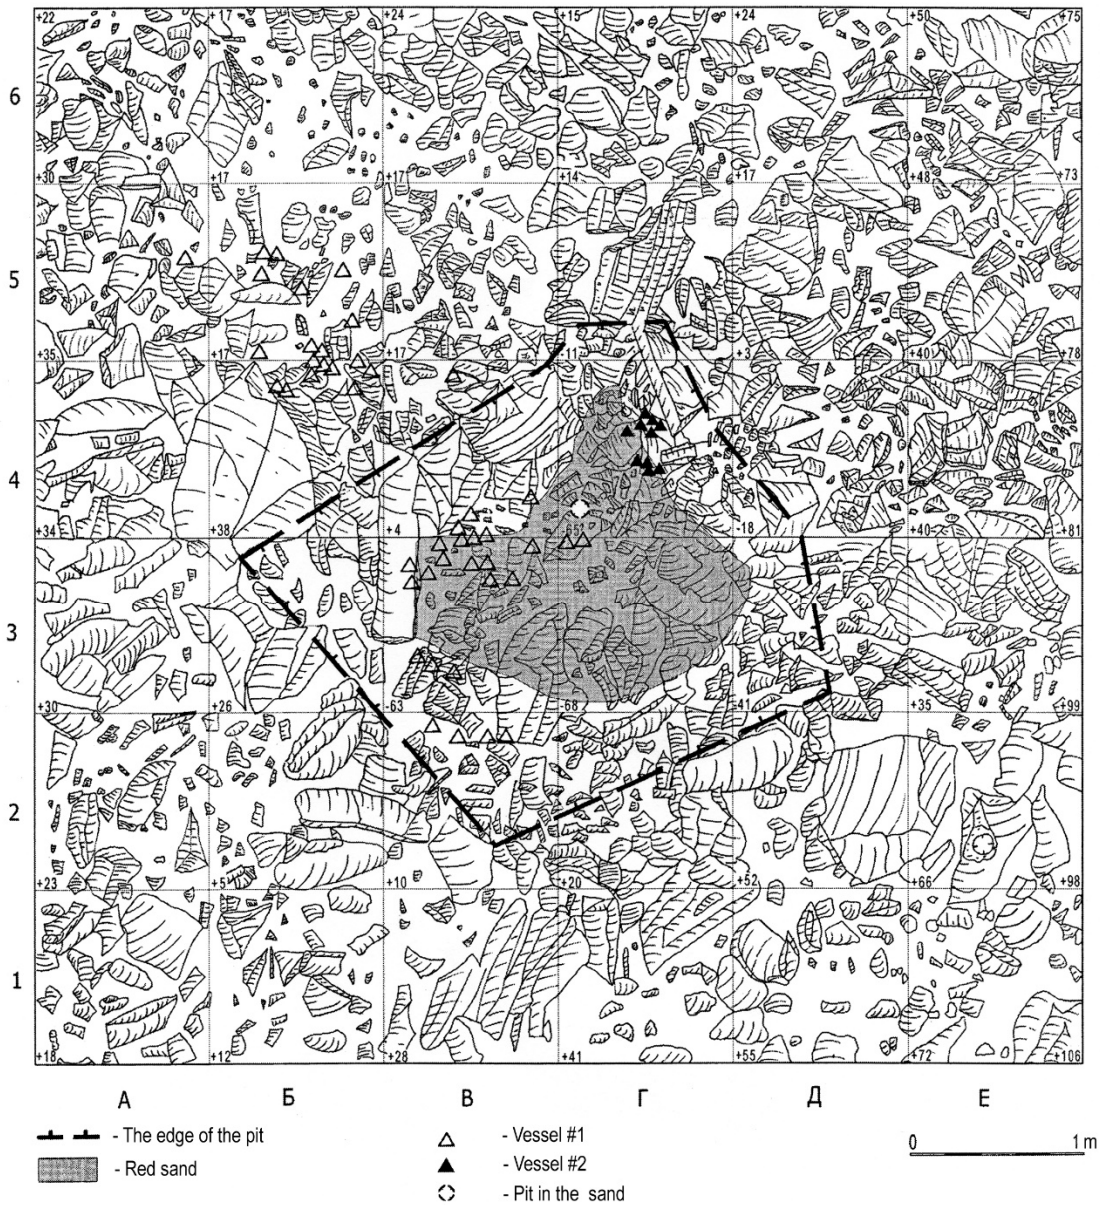 +22 +17 +24 +15 +24 +50 +75
6
+30 +17 +17 +14 +17 +48 +73
5
+35 +17 +17 -11 +3 +40 +78
4
+34 +38 +4 -18 +40 +81
3
+30 +26 -63 -68 -41 +35 +99
2
+23 +5 +10 +20 +52 +66 +98
1
+18 +12 +28 +41 +55 +72 +106
А Б В Г Д Е
- The edge of the pit - Vessel #1 0 1 m
- Red sand - Vessel #2
- Pit in the sand